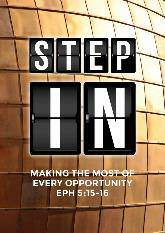 STEP
IN
MAKING THE MOST OF
EVERY OPPORTUNITY
EPH 5:15-16